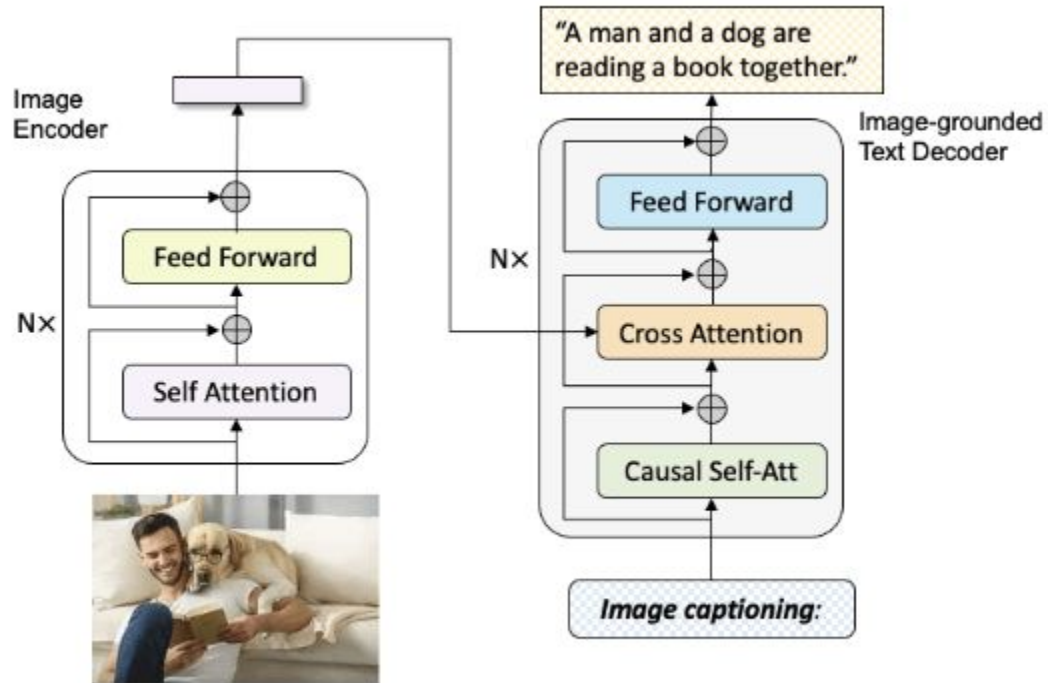 Image
Encoder
N×
Feed Forward
Self Attention
"A man and a dog are
reading a book together."
Image-grounded
Text Decoder
N×
Feed Forward
Cross Attention
Causal Self-Att
Image captioning: